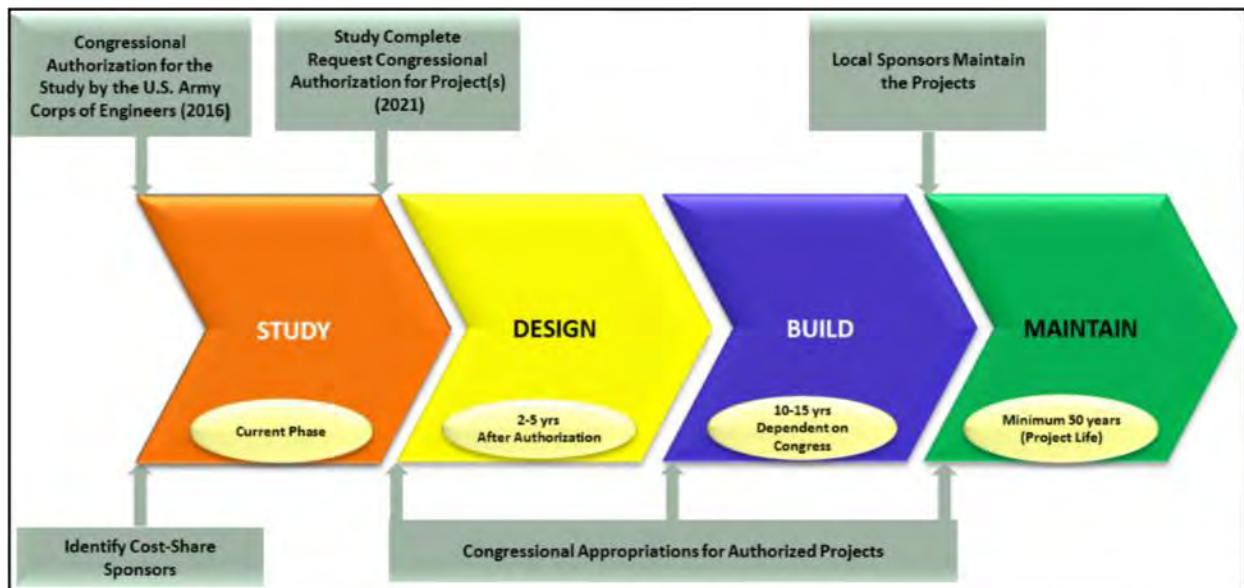 Congressional
Authorization for the
Study by the U.S. Army
Corps of Engineers (2016)
Study Complete
Request Congressional
Authorization for Project(s)
(2021)
Local Sponsors Maintain
the Projects
STUDY
DESIGN
BUILD
MAINTAIN
Current Phase
2-5 yrs
After Authorization
10-15 yrs
Dependent on
Congress
Minimum 50 years
(Project Life)
Identify Cost-Share
Sponsors
Congressional Appropriations for Authorized Projects